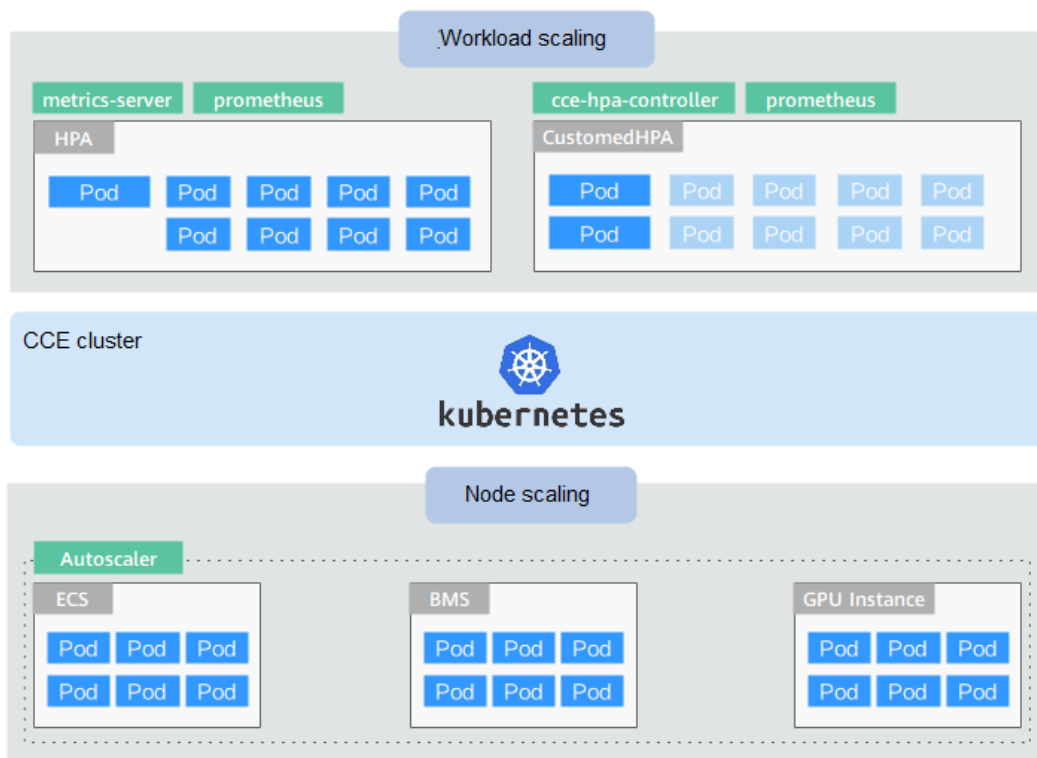 Workload scaling
metrics-server prometheus cce-hpa-controller prometheus
HPA CustomedHPA
Pod Pod Pod Pod Pod Pod Pod Pod Pod Pod
Pod Pod Pod Pod Pod Pod Pod Pod Pod
CCE cluster
kubernetes
Node scaling
Autoscaler
ECS BMS GPU Instance
Pod Pod Pod Pod Pod Pod Pod Pod Pod
Pod Pod Pod Pod Pod Pod Pod Pod Pod